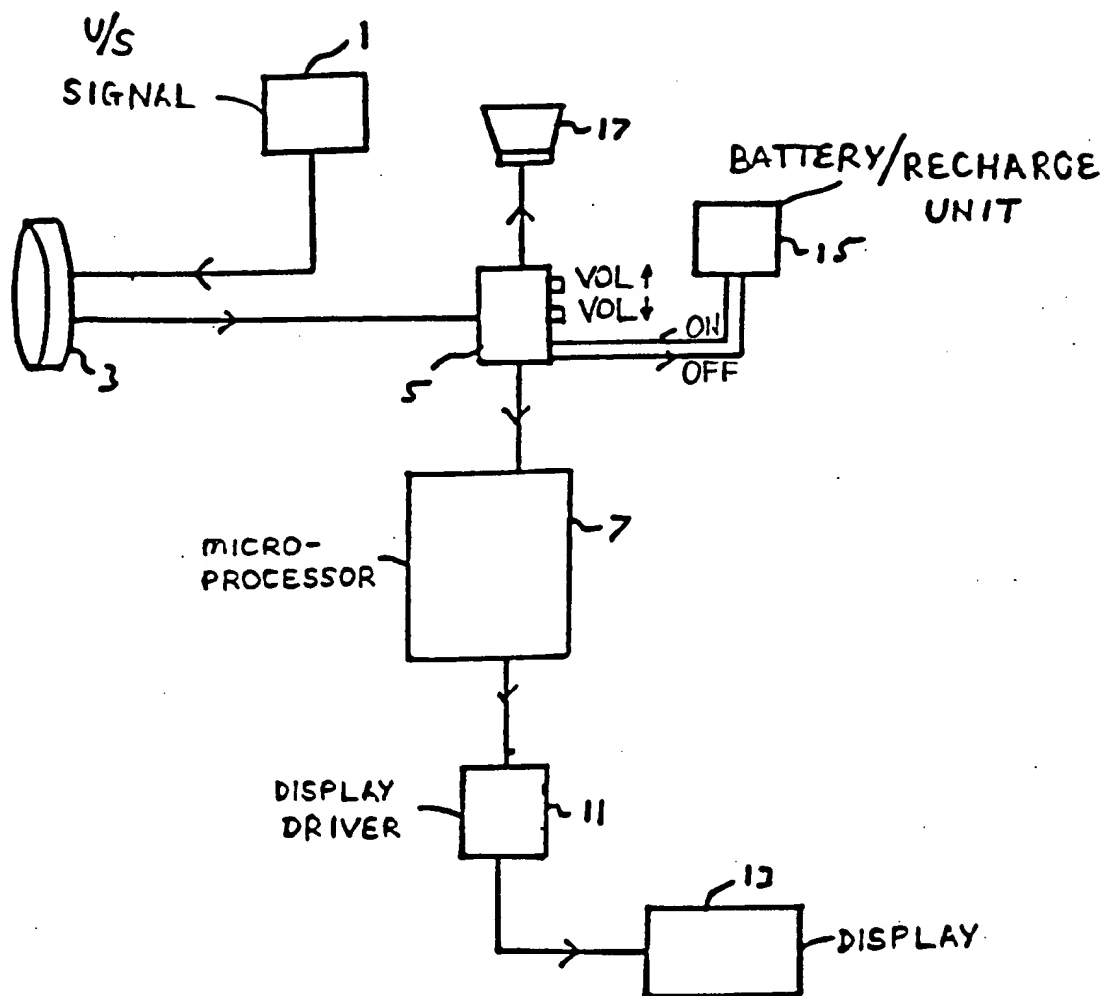 U/S
SIGNAL
1
17
BATTERY/RECHARGE
UNIT
15
VOL↑
VOL↓
ON
OFF
3
5
7
MICRO-
PROCESSOR
DISPLAY
DRIVER
11
13
DISPLAY